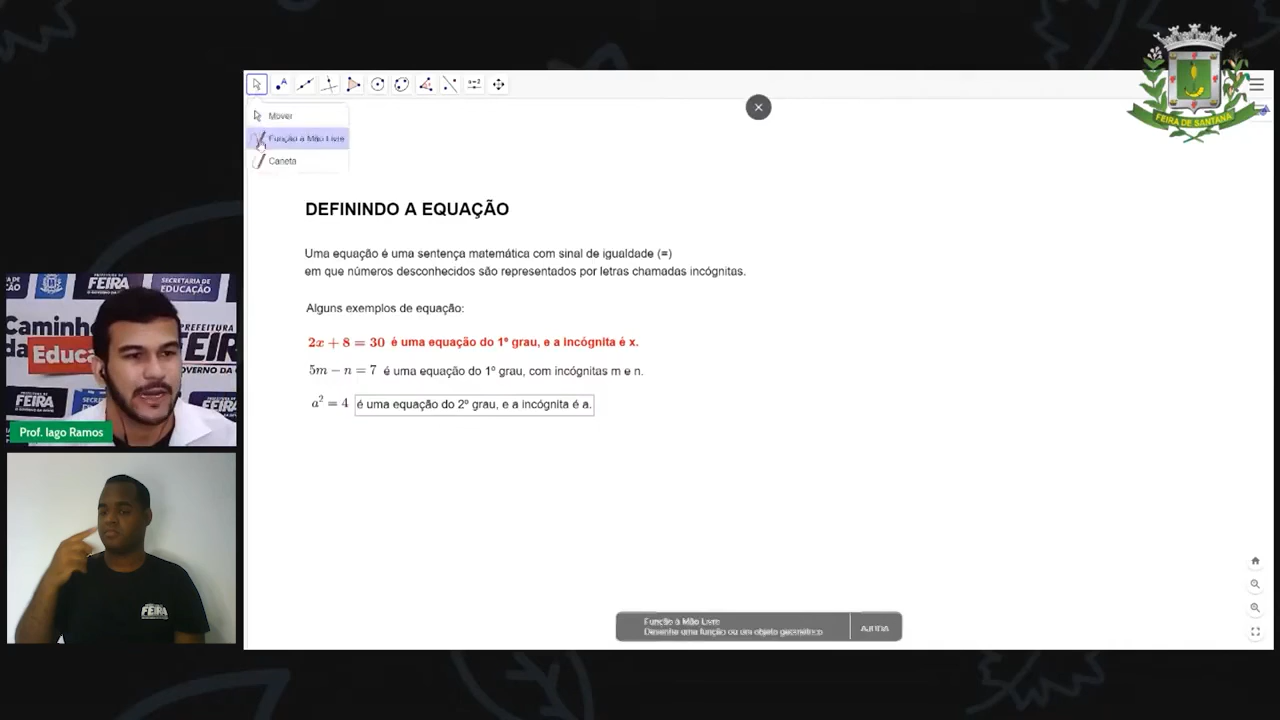 FEIRA DE SANTANA
a=2
Mover
Função à Mão Livre
Caneta
DEFININDO A EQUAÇÃO
Uma equação é uma sentença matemática com sinal de igualdade (=)
em que números desconhecidos são representados por letras chamadas incógnitas.
Alguns exemplos de equação:
2x + 8 = 30 é uma equação do 1º grau, e a incógnita é x.
5m − n = 7 é uma equação do 1º grau, com incógnitas m e n.
a² = 4 é uma equação do 2º grau, e a incógnita é a.
Função à Mão Livre
Desenhe uma função ou um objeto geométrico
AJUDA
PREFEITURA
FEIRA
SECRETARIA DE
EDUCAÇÃO
Caminho
da Educa
PREFEITURA
FEIRA
Prof. Iago Ramos
FEIRA